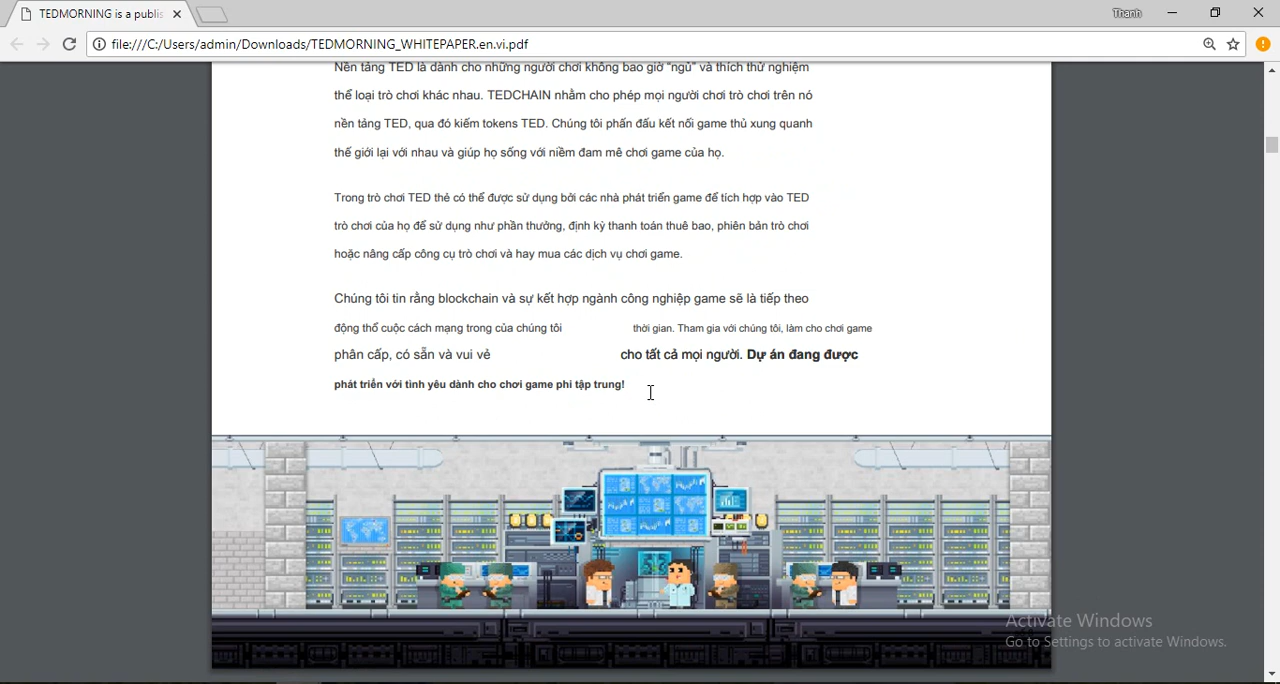 TEDMORNING is a publis
Thanh
file:///C:/Users/admin/Downloads/TEDMORNING_WHITEPAPER.en.vi.pdf
Nền tảng TED là dành cho những người chơi không bao giờ "ngủ" và thích thử nghiệm
thể loại trò chơi khác nhau. TEDCHAIN nhằm cho phép mọi người chơi trò chơi trên nó
nền tảng TED, qua đó kiếm tokens TED. Chúng tôi phấn đấu kết nối game thủ xung quanh
thế giới lại với nhau và giúp họ sống với niềm đam mê chơi game của họ.
Trong trò chơi TED thẻ có thể được sử dụng bởi các nhà phát triển game để tích hợp vào TED
trò chơi của họ để sử dụng như phần thưởng, định kỳ thanh toán thuê bao, phiên bản trò chơi
hoặc nâng cấp công cụ trò chơi và hay mua các dịch vụ chơi game.
Chúng tôi tin rằng blockchain và sự kết hợp ngành công nghiệp game sẽ là tiếp theo
động thổ cuộc cách mạng trong của chúng tôi thời gian. Tham gia với chúng tôi, làm cho chơi game
phân cấp, có sẵn và vui vẻ cho tất cả mọi người. Dự án đang được
phát triển với tình yêu dành cho chơi game phi tập trung!
Activate Windows
Go to Settings to activate Windows.